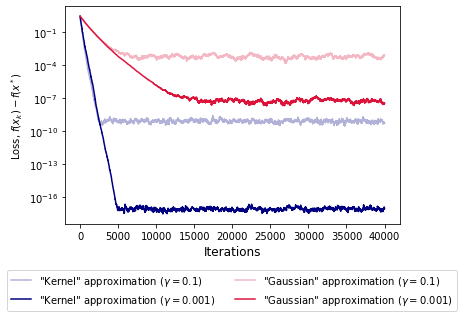 10⁻¹
10⁻⁴
10⁻⁷
10⁻¹⁰
10⁻¹³
10⁻¹⁶
Loss, f(xₖ) − f(x*)
0 5000 10000 15000 20000 25000 30000 35000 40000
Iterations
"Kernel" approximation (γ = 0.1) "Gaussian" approximation (γ = 0.1)
"Kernel" approximation (γ = 0.001) "Gaussian" approximation (γ = 0.001)